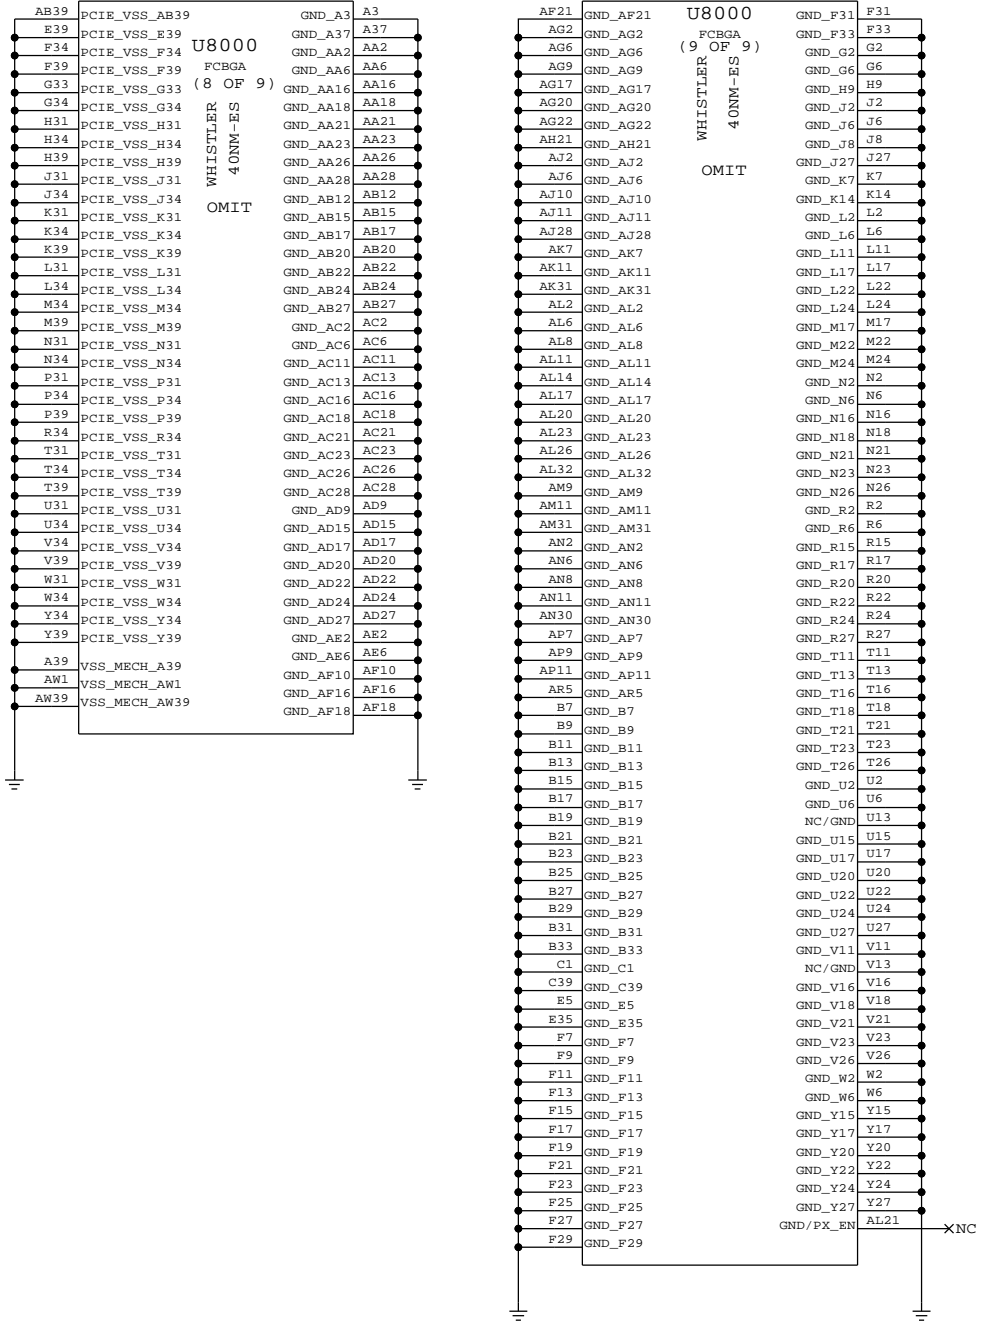 AB39 PCIE_VSS_AB39
E39 PCIE_VSS_E39
F34 PCIE_VSS_F34
F39 PCIE_VSS_F39
G33 PCIE_VSS_G33
G34 PCIE_VSS_G34
H31 PCIE_VSS_H31
H34 PCIE_VSS_H34
H39 PCIE_VSS_H39
J31 PCIE_VSS_J31
J34 PCIE_VSS_J34
K31 PCIE_VSS_K31
K34 PCIE_VSS_K34
K39 PCIE_VSS_K39
L31 PCIE_VSS_L31
L34 PCIE_VSS_L34
M34 PCIE_VSS_M34
M39 PCIE_VSS_M39
N31 PCIE_VSS_N31
N34 PCIE_VSS_N34
P31 PCIE_VSS_P31
P34 PCIE_VSS_P34
P39 PCIE_VSS_P39
R34 PCIE_VSS_R34
T31 PCIE_VSS_T31
T34 PCIE_VSS_T34
T39 PCIE_VSS_T39
U31 PCIE_VSS_U31
U34 PCIE_VSS_U34
V34 PCIE_VSS_V34
V39 PCIE_VSS_V39
W31 PCIE_VSS_W31
W34 PCIE_VSS_W34
Y34 PCIE_VSS_Y34
Y39 PCIE_VSS_Y39
A39 VSS_MECH_A39
AW1 VSS_MECH_AW1
AW39 VSS_MECH_AW39
U8000
FCBGA
(8 OF 9)
WHISTLER
40NM-ES
OMIT
GND_A3 A3
GND_A37 A37
GND_AA2 AA2
GND_AA6 AA6
GND_AA16 AA16
GND_AA18 AA18
GND_AA21 AA21
GND_AA23 AA23
GND_AA26 AA26
GND_AA28 AA28
GND_AB12 AB12
GND_AB15 AB15
GND_AB17 AB17
GND_AB20 AB20
GND_AB22 AB22
GND_AB24 AB24
GND_AB27 AB27
GND_AC2 AC2
GND_AC6 AC6
GND_AC11 AC11
GND_AC13 AC13
GND_AC16 AC16
GND_AC18 AC18
GND_AC21 AC21
GND_AC23 AC23
GND_AC26 AC26
GND_AC28 AC28
GND_AD9 AD9
GND_AD15 AD15
GND_AD17 AD17
GND_AD20 AD20
GND_AD22 AD22
GND_AD24 AD24
GND_AD27 AD27
GND_AE2 AE2
GND_AE6 AE6
GND_AF10 AF10
GND_AF16 AF16
GND_AF18 AF18
AF21 GND_AF21
AG2 GND_AG2
AG6 GND_AG6
AG9 GND_AG9
AG17 GND_AG17
AG20 GND_AG20
AG22 GND_AG22
AH21 GND_AH21
AJ2 GND_AJ2
AJ6 GND_AJ6
AJ10 GND_AJ10
AJ11 GND_AJ11
AJ28 GND_AJ28
AK7 GND_AK7
AK11 GND_AK11
AK31 GND_AK31
AL2 GND_AL2
AL6 GND_AL6
AL8 GND_AL8
AL11 GND_AL11
AL14 GND_AL14
AL17 GND_AL17
AL20 GND_AL20
AL23 GND_AL23
AL26 GND_AL26
AL32 GND_AL32
AM9 GND_AM9
AM11 GND_AM11
AM31 GND_AM31
AN2 GND_AN2
AN6 GND_AN6
AN8 GND_AN8
AN11 GND_AN11
AN30 GND_AN30
AP7 GND_AP7
AP9 GND_AP9
AP11 GND_AP11
AR5 GND_AR5
B7 GND_B7
B9 GND_B9
B11 GND_B11
B13 GND_B13
B15 GND_B15
B17 GND_B17
B19 GND_B19
B21 GND_B21
B23 GND_B23
B25 GND_B25
B27 GND_B27
B29 GND_B29
B31 GND_B31
B33 GND_B33
C1 GND_C1
C39 GND_C39
E5 GND_E5
E35 GND_E35
F7 GND_F7
F9 GND_F9
F11 GND_F11
F13 GND_F13
F15 GND_F15
F17 GND_F17
F19 GND_F19
F21 GND_F21
F23 GND_F23
F25 GND_F25
F27 GND_F27
F29 GND_F29
U8000
FCBGA
(9 OF 9)
WHISTLER
40NM-ES
OMIT
GND_F31 F31
GND_F33 F33
GND_G2 G2
GND_G6 G6
GND_H9 H9
GND_J2 J2
GND_J6 J6
GND_J8 J8
GND_J27 J27
GND_K7 K7
GND_K14 K14
GND_L2 L2
GND_L6 L6
GND_L11 L11
GND_L17 L17
GND_L22 L22
GND_L24 L24
GND_M17 M17
GND_M22 M22
GND_M24 M24
GND_N2 N2
GND_N6 N6
GND_N16 N16
GND_N18 N18
GND_N21 N21
GND_N23 N23
GND_N26 N26
GND_R2 R2
GND_R6 R6
GND_R15 R15
GND_R17 R17
GND_R20 R20
GND_R22 R22
GND_R24 R24
GND_R27 R27
GND_T11 T11
GND_T13 T13
GND_T16 T16
GND_T18 T18
GND_T21 T21
GND_T23 T23
GND_T26 T26
GND_U2 U2
GND_U6 U6
NC/GND U13
GND_U15 U15
GND_U17 U17
GND_U20 U20
GND_U22 U22
GND_U24 U24
GND_U27 U27
GND_V11 V11
NC/GND V13
GND_V16 V16
GND_V18 V18
GND_V21 V21
GND_V23 V23
GND_V26 V26
GND_W2 W2
GND_W6 W6
GND_Y15 Y15
GND_Y17 Y17
GND_Y20 Y20
GND_Y22 Y22
GND_Y24 Y24
GND_Y27 Y27
GND/PX_EN AL21 NC